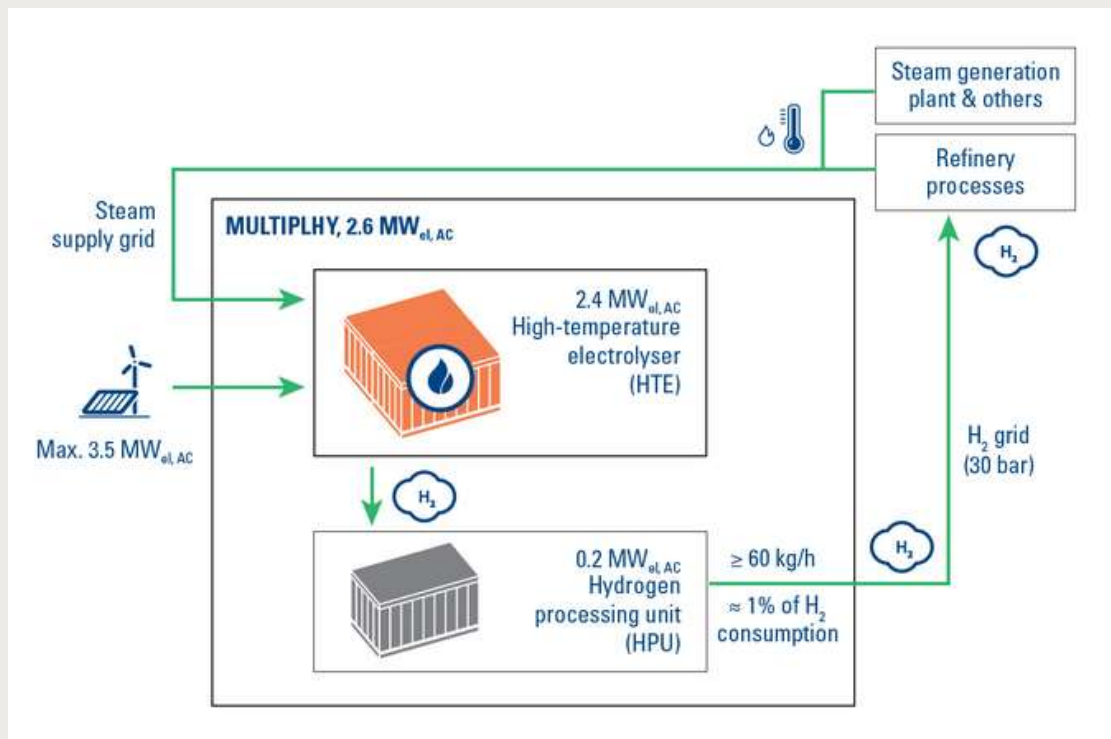 Steam generation
plant & others
Refinery
processes
Steam
supply grid
MULTIPLHY, 2.6 MWel, AC
H2
2.4 MWel, AC
High-temperature
electrolyser
(HTE)
Max. 3.5 MWel, AC
H2 grid
(30 bar)
H2
0.2 MWel, AC
Hydrogen
processing unit
(HPU)
≥ 60 kg/h
≈ 1% of H2
consumption
H2